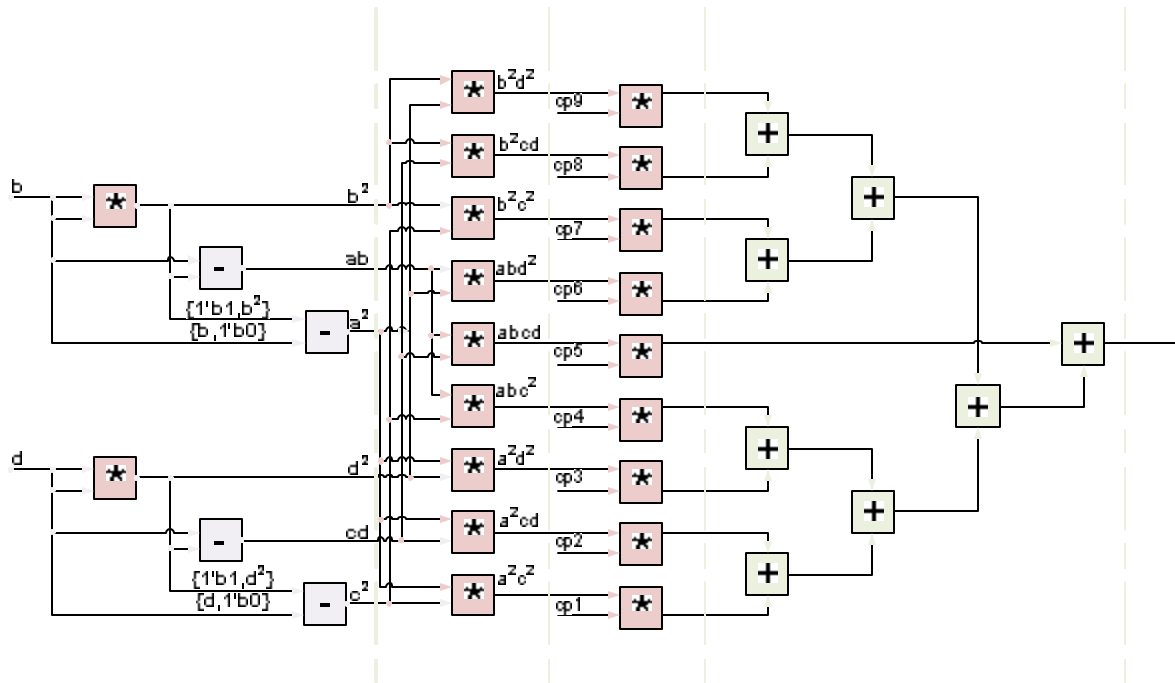 b²d²
cp9
b²cd
cp8
b
b²
b²c²
cp7
ab
abd²
cp6
{1'b1,b²}
{b,1'b0}
a²
abcd
cp5
abc²
cp4
d
d²
a²d²
cp3
cd
a²cd
cp2
{1'b1,d²}
{d,1'b0}
c²
a²c²
cp1